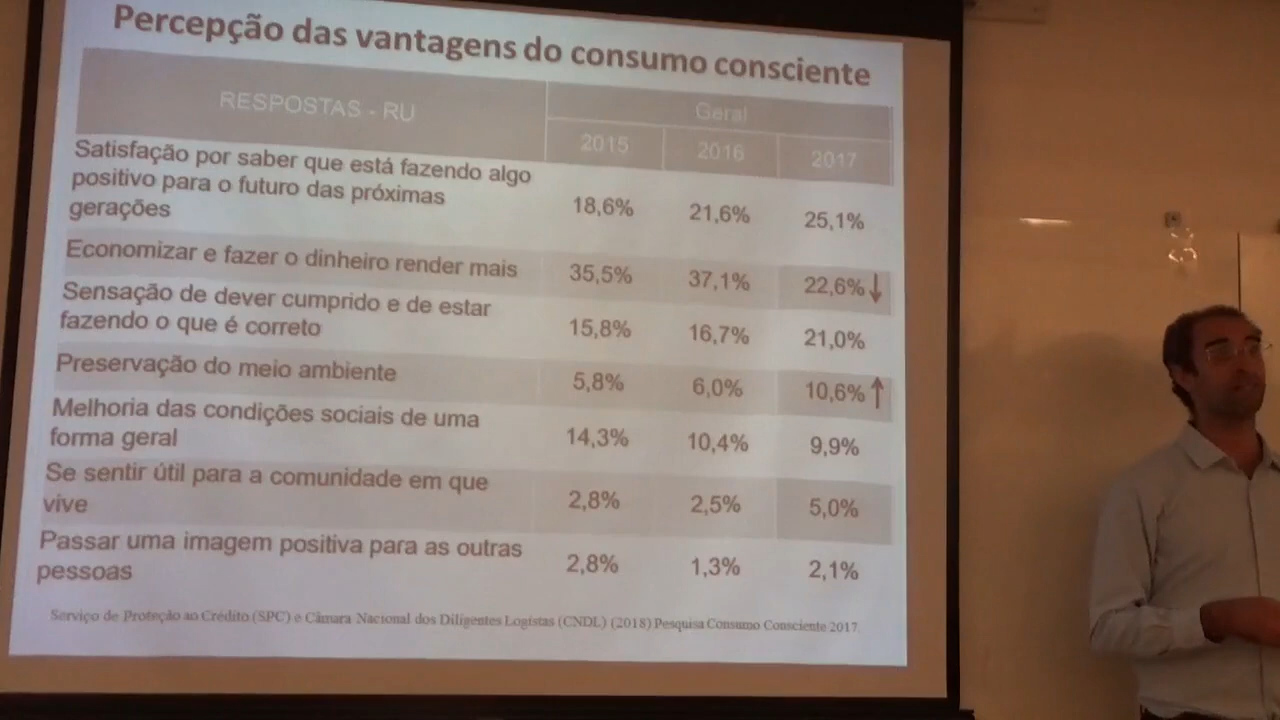 Percepção das vantagens do consumo consciente
RESPOSTAS - RU
Geral
2015 2016 2017
Satisfação por saber que está fazendo algo
positivo para o futuro das próximas
gerações
18,6% 21,6% 25,1%
Economizar e fazer o dinheiro render mais
35,5% 37,1% 22,6%↓
Sensação de dever cumprido e de estar
fazendo o que é correto
15,8% 16,7% 21,0%
Preservação do meio ambiente
5,8% 6,0% 10,6%↑
Melhoria das condições sociais de uma
forma geral
14,3% 10,4% 9,9%
Se sentir útil para a comunidade em que
vive
2,8% 2,5% 5,0%
Passar uma imagem positiva para as outras
pessoas
2,8% 1,3% 2,1%
Serviço de Proteção ao Crédito (SPC) e Câmara Nacional dos Diligentes Logistas (CNDL) (2018) Pesquisa Consumo Consciente 2017.